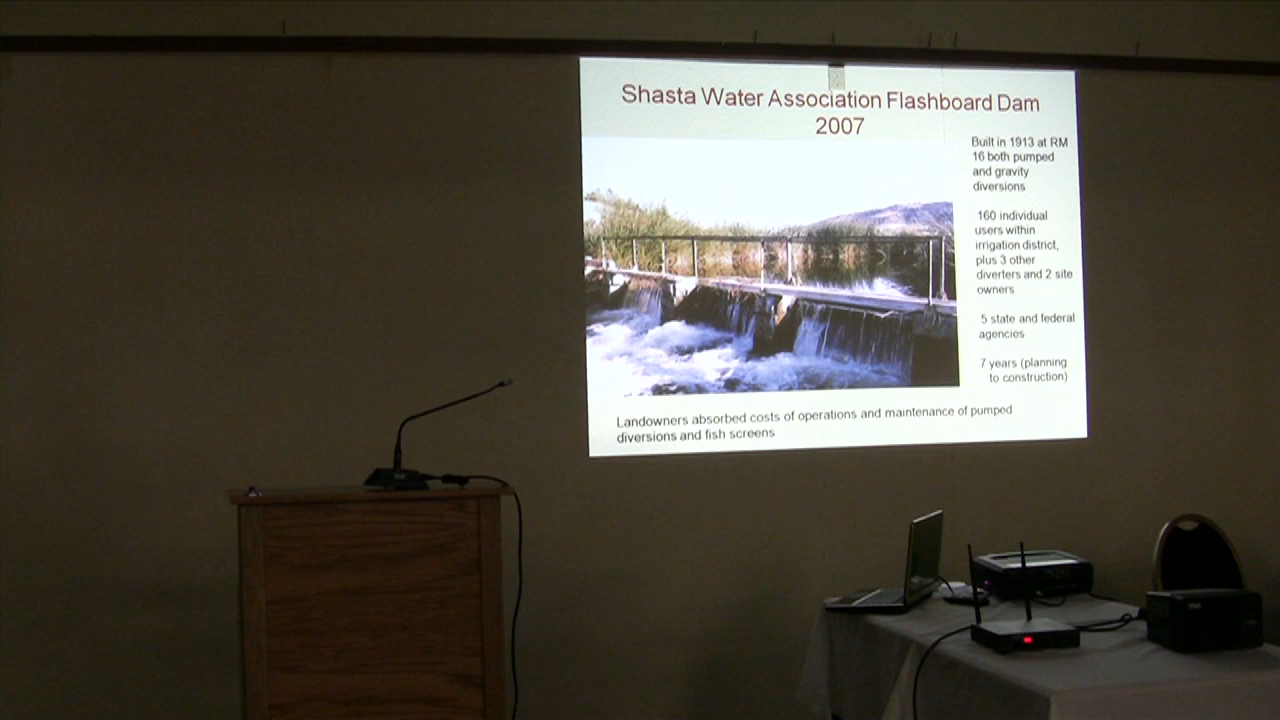 Shasta Water Association Flashboard Dam
2007
Built in 1913 at RM
16 both pumped
and gravity
diversions
160 individual
users within
irrigation district,
plus 3 other
diverters and 2 site
owners
5 state and federal
agencies
7 years (planning
to construction)
Landowners absorbed costs of operations and maintenance of pumped
diversions and fish screens